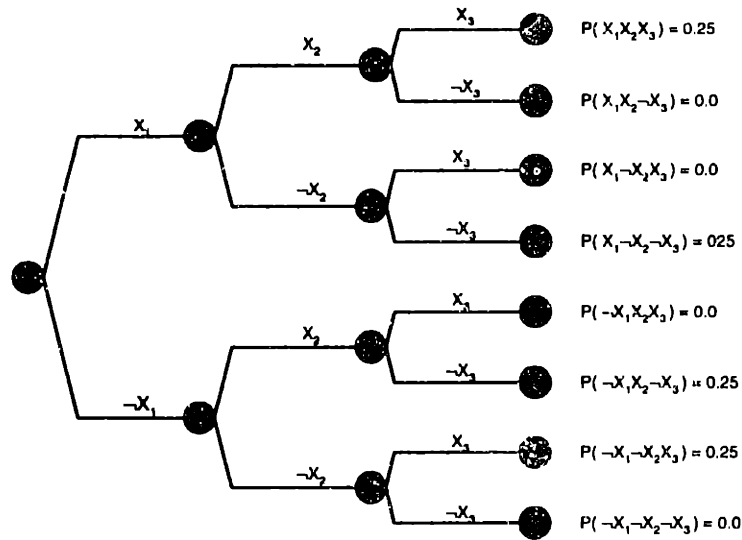 X₃
P( X₁X₂X₃ ) = 0.25
X₂
¬X₃
P( X₁X₂¬X₃ ) = 0.0
X₁
X₃
P( X₁¬X₂X₃ ) = 0.0
¬X₂
¬X₃
P( X₁¬X₂¬X₃ ) = 025
X₃
P( -X₁X₂X₃ ) = 0.0
X₂
¬X₃
P( ¬X₁X₂¬X₃ ) = 0.25
¬X₁
X₃
P( ¬X₁¬X₂X₃ ) = 0.25
¬X₂
¬X₃
P( ¬X₁¬X₂¬X₃ ) = 0.0